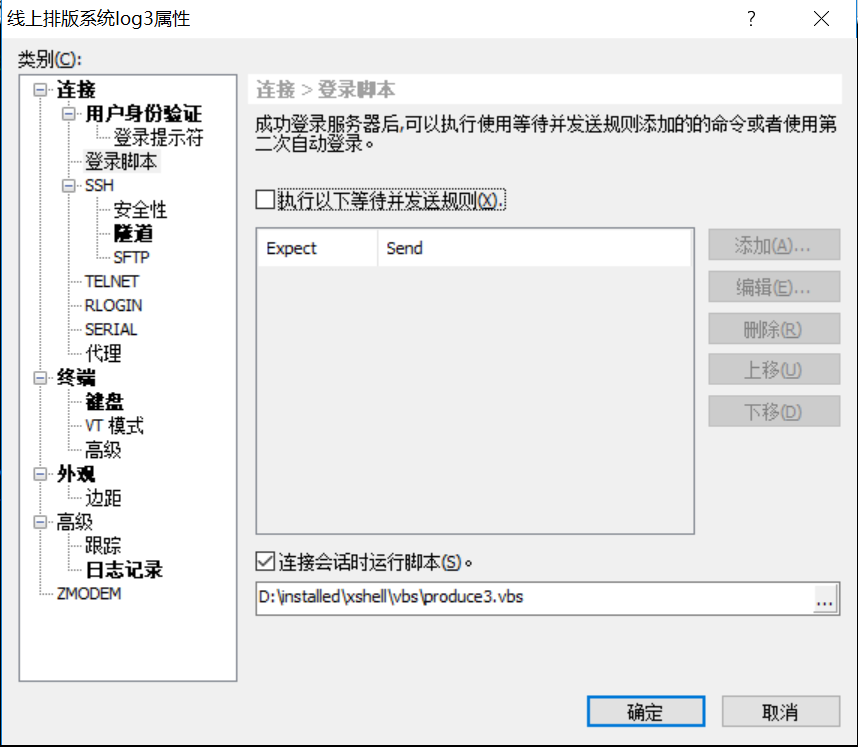 线上排版系统log3属性
?
类别(C):
连接
用户身份验证
登录提示符
登录脚本
SSH
安全性
隧道
SFTP
TELNET
RLOGIN
SERIAL
代理
终端
键盘
VT 模式
高级
外观
边距
高级
跟踪
日志记录
ZMODEM
连接 > 登录脚本
成功登录服务器后,可以执行使用等待并发送规则添加的的命令或者使用第
二次自动登录。
执行以下等待并发送规则(X).
Expect Send
添加(A)...
编辑(E)...
删除(R)
上移(U)
下移(D)
连接会话时运行脚本(S)。
D:\installed\xshell\vbs\produce3.vbs
...
确定 取消